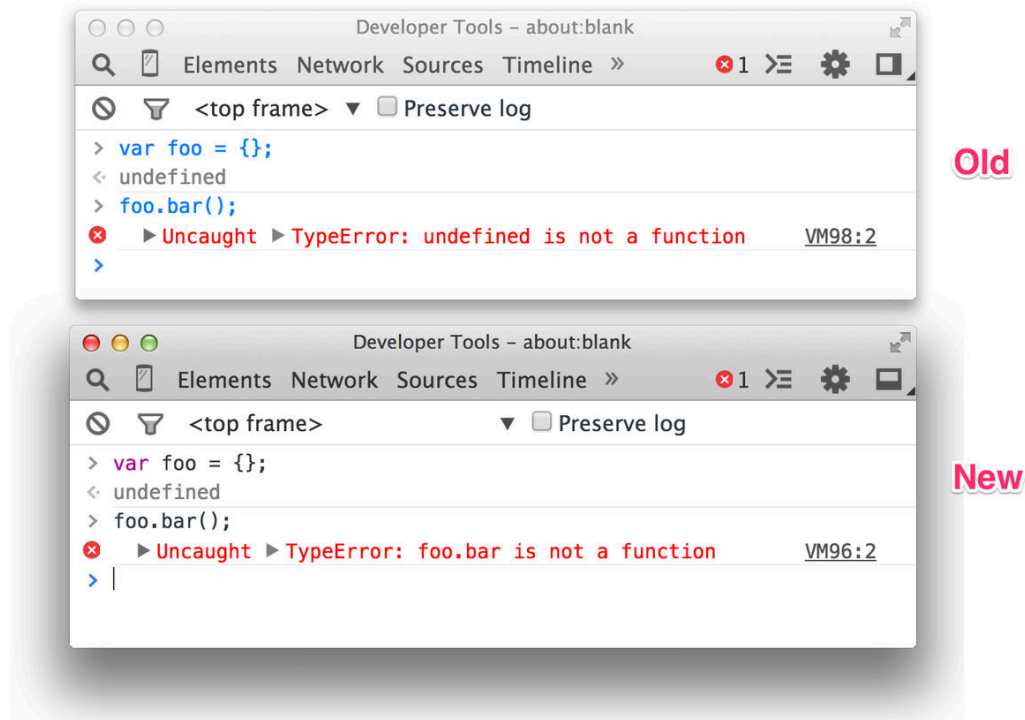 Developer Tools - about:blank
Elements Network Sources Timeline » 1
<top frame> ▼ Preserve log
> var foo = {};
undefined
> foo.bar();
▶ Uncaught ▶ TypeError: undefined is not a function VM98:2
>
Old
Developer Tools - about:blank
Elements Network Sources Timeline » 1
<top frame> ▼ Preserve log
> var foo = {};
undefined
> foo.bar();
▶ Uncaught ▶ TypeError: foo.bar is not a function VM96:2
>
New